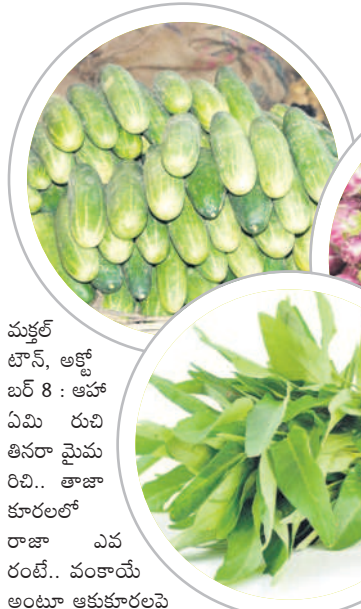 మక్తల్
టౌన్, అక్టో
బర్ 8 : ఆహా
ఏమి రుచి
తినరా మైమ
రిచి.. తాజా
కూరలలో
రాజా ఎవ
రంటే.. వంకాయే
అంటూ ఆకుకూరలపై